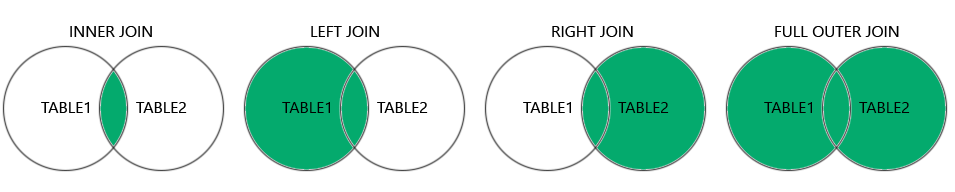 INNER JOIN
TABLE1
TABLE2
LEFT JOIN
TABLE1
TABLE2
RIGHT JOIN
TABLE1
TABLE2
FULL OUTER JOIN
TABLE1
TABLE2